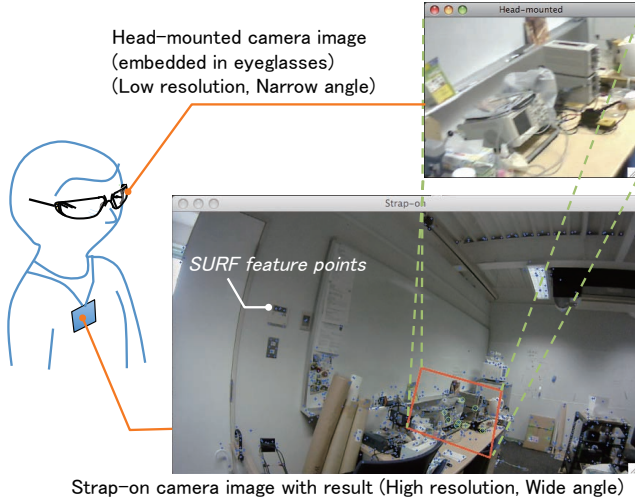 Head-mounted
Head-mounted camera image
(embedded in eyeglasses)
(Low resolution, Narrow angle)
Strap-on
SURF feature points
Strap-on camera image with result (High resolution, Wide angle)